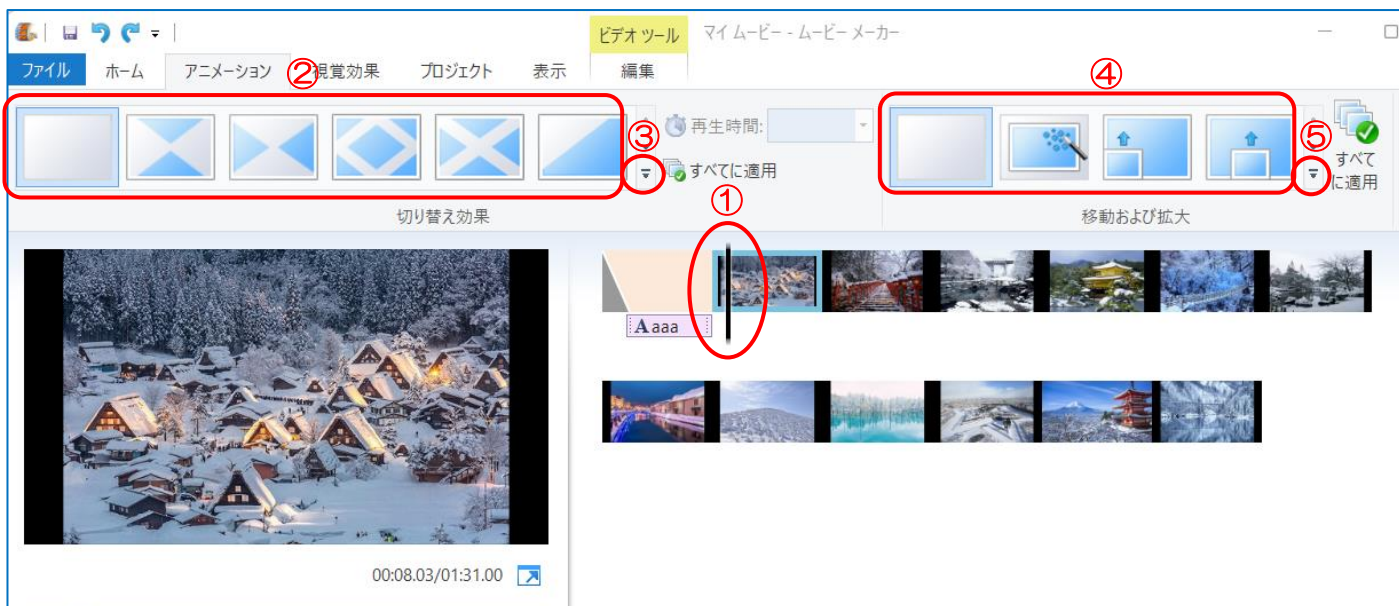 ビデオ ツール
マイ ムービー - ムービー メーカー
ファイル
ホーム
アニメーション
視覚効果
プロジェクト
表示
編集
②
④
③
再生時間:
すべてに適用
⑤
すべて
に適用
切り替え効果
移動および拡大
①
A aaa
00:08.03/01:31.00